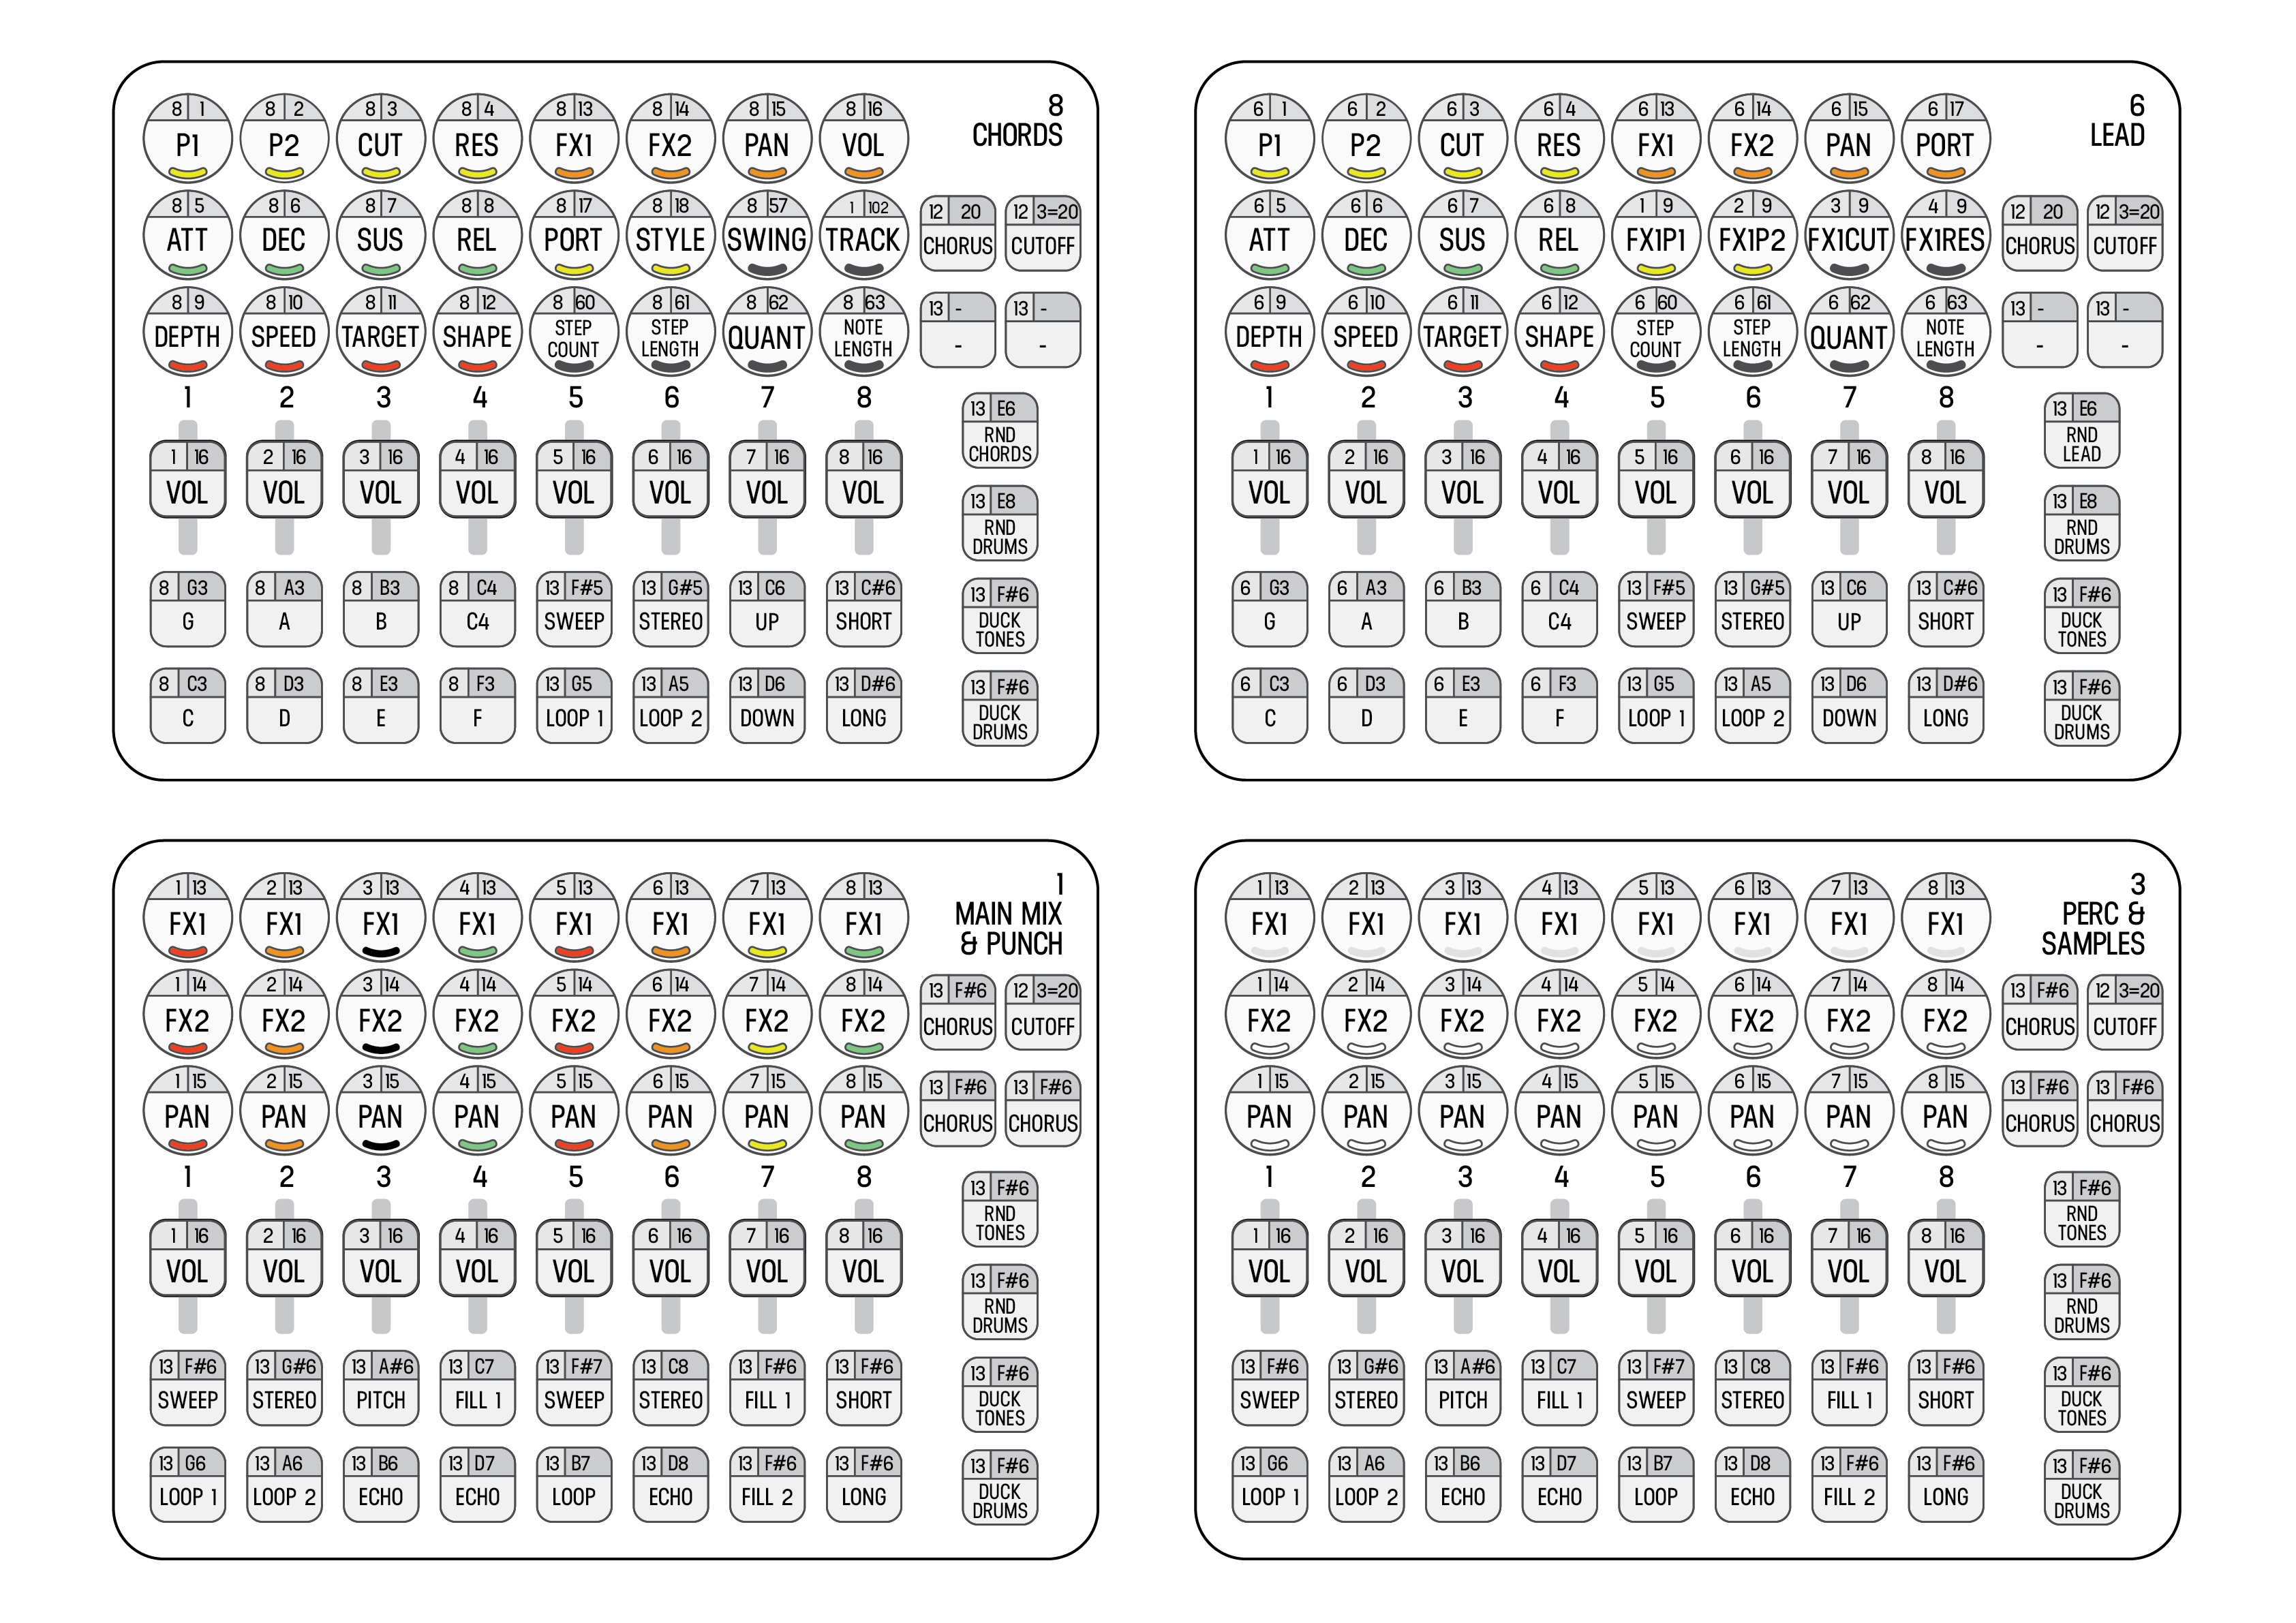 8
CHORDS
8 1 8 2 8 3 8 4 8 13 8 14 8 15 8 16
P1 P2 CUT RES FX1 FX2 PAN VOL
8 5 8 6 8 7 8 8 8 17 8 18 8 57 1 102 12 20 12 3=20
ATT DEC SUS REL PORT STYLE SWING TRACK CHORUS CUTOFF
8 9 8 10 8 11 8 12 8 60 8 61 8 62 8 63 13 - 13 -
DEPTH SPEED TARGET SHAPE STEP COUNT STEP LENGTH QUANT NOTE LENGTH - -
1 2 3 4 5 6 7 8
1 16 2 16 3 16 4 16 5 16 6 16 7 16 8 16
VOL VOL VOL VOL VOL VOL VOL VOL
13 E6
RND
CHORDS
13 E8
RND
DRUMS
8 G3 8 A3 8 B3 8 C4 13 F#5 13 G#5 13 C6 13 C#6
G A B C4 SWEEP STEREO UP SHORT
13 F#6
DUCK
TONES
8 C3 8 D3 8 E3 8 F3 13 G5 13 A5 13 D6 13 D#6
C D E F LOOP 1 LOOP 2 DOWN LONG
13 F#6
DUCK
DRUMS
6
LEAD
6 1 6 2 6 3 6 4 6 13 6 14 6 15 6 17
P1 P2 CUT RES FX1 FX2 PAN PORT
6 5 6 6 6 7 6 8 1 9 2 9 3 9 4 9 12 20 12 3=20
ATT DEC SUS REL FX1P1 FX1P2 FX1CUT FX1RES CHORUS CUTOFF
6 9 6 10 6 11 6 12 6 60 6 61 6 62 6 63 13 - 13 -
DEPTH SPEED TARGET SHAPE STEP COUNT STEP LENGTH QUANT NOTE LENGTH - -
1 2 3 4 5 6 7 8
1 16 2 16 3 16 4 16 5 16 6 16 7 16 8 16
VOL VOL VOL VOL VOL VOL VOL VOL
13 E6
RND
LEAD
13 E8
RND
DRUMS
6 G3 6 A3 6 B3 6 C4 13 F#5 13 G#5 13 C6 13 C#6
G A B C4 SWEEP STEREO UP SHORT
13 F#6
DUCK
TONES
6 C3 6 D3 6 E3 6 F3 13 G5 13 A5 13 D6 13 D#6
C D E F LOOP 1 LOOP 2 DOWN LONG
13 F#6
DUCK
DRUMS
1
MAIN MIX
& PUNCH
1 13 2 13 3 13 4 13 5 13 6 13 7 13 8 13
FX1 FX1 FX1 FX1 FX1 FX1 FX1 FX1
1 14 2 14 3 14 4 14 5 14 6 14 7 14 8 14 13 F#6 12 3=20
FX2 FX2 FX2 FX2 FX2 FX2 FX2 FX2 CHORUS CUTOFF
1 15 2 15 3 15 4 15 5 15 6 15 7 15 8 15 13 F#6 13 F#6
PAN PAN PAN PAN PAN PAN PAN PAN CHORUS CHORUS
1 2 3 4 5 6 7 8
1 16 2 16 3 16 4 16 5 16 6 16 7 16 8 16
VOL VOL VOL VOL VOL VOL VOL VOL
13 F#6
RND
TONES
13 F#6
RND
DRUMS
13 F#6 13 G#6 13 A#6 13 C7 13 F#7 13 C8 13 F#6 13 F#6
SWEEP STEREO PITCH FILL 1 SWEEP STEREO FILL 1 SHORT
13 F#6
DUCK
TONES
13 G6 13 A6 13 B6 13 D7 13 B7 13 D8 13 F#6 13 F#6
LOOP 1 LOOP 2 ECHO ECHO LOOP ECHO FILL 2 LONG
13 F#6
DUCK
DRUMS
3
PERC &
SAMPLES
1 13 2 13 3 13 4 13 5 13 6 13 7 13 8 13
FX1 FX1 FX1 FX1 FX1 FX1 FX1 FX1
1 14 2 14 3 14 4 14 5 14 6 14 7 14 8 14 13 F#6 12 3=20
FX2 FX2 FX2 FX2 FX2 FX2 FX2 FX2 CHORUS CUTOFF
1 15 2 15 3 15 4 15 5 15 6 15 7 15 8 15 13 F#6 13 F#6
PAN PAN PAN PAN PAN PAN PAN PAN CHORUS CHORUS
1 2 3 4 5 6 7 8
1 16 2 16 3 16 4 16 5 16 6 16 7 16 8 16
VOL VOL VOL VOL VOL VOL VOL VOL
13 F#6
RND
TONES
13 F#6
RND
DRUMS
13 F#6 13 G#6 13 A#6 13 C7 13 F#7 13 C8 13 F#6 13 F#6
SWEEP STEREO PITCH FILL 1 SWEEP STEREO FILL 1 SHORT
13 F#6
DUCK
TONES
13 G6 13 A6 13 B6 13 D7 13 B7 13 D8 13 F#6 13 F#6
LOOP 1 LOOP 2 ECHO ECHO LOOP ECHO FILL 2 LONG
13 F#6
DUCK
DRUMS